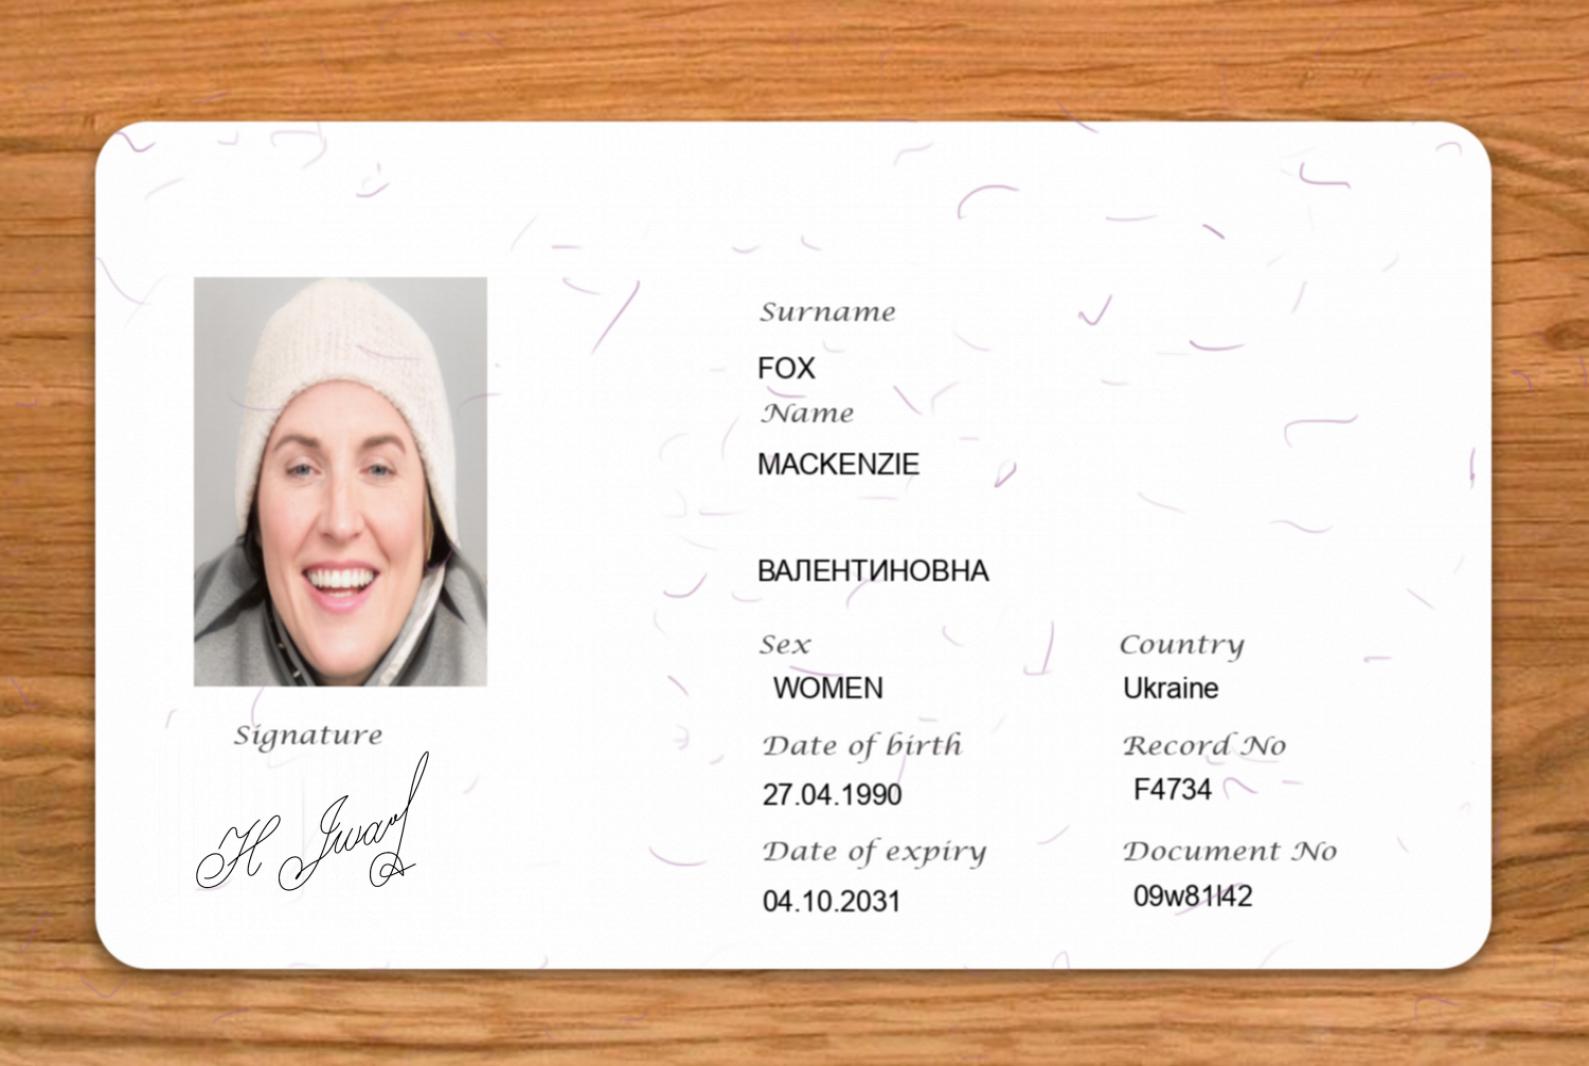 Surname
FOX
Name
MACKENZIE
ВАЛЕНТИНОВНА
Sex
WOMEN
Country
Ukraine
Date of birth
27.04.1990
Record No
F4734
Date of expiry
04.10.2031
Document No
09w81l42
Signature